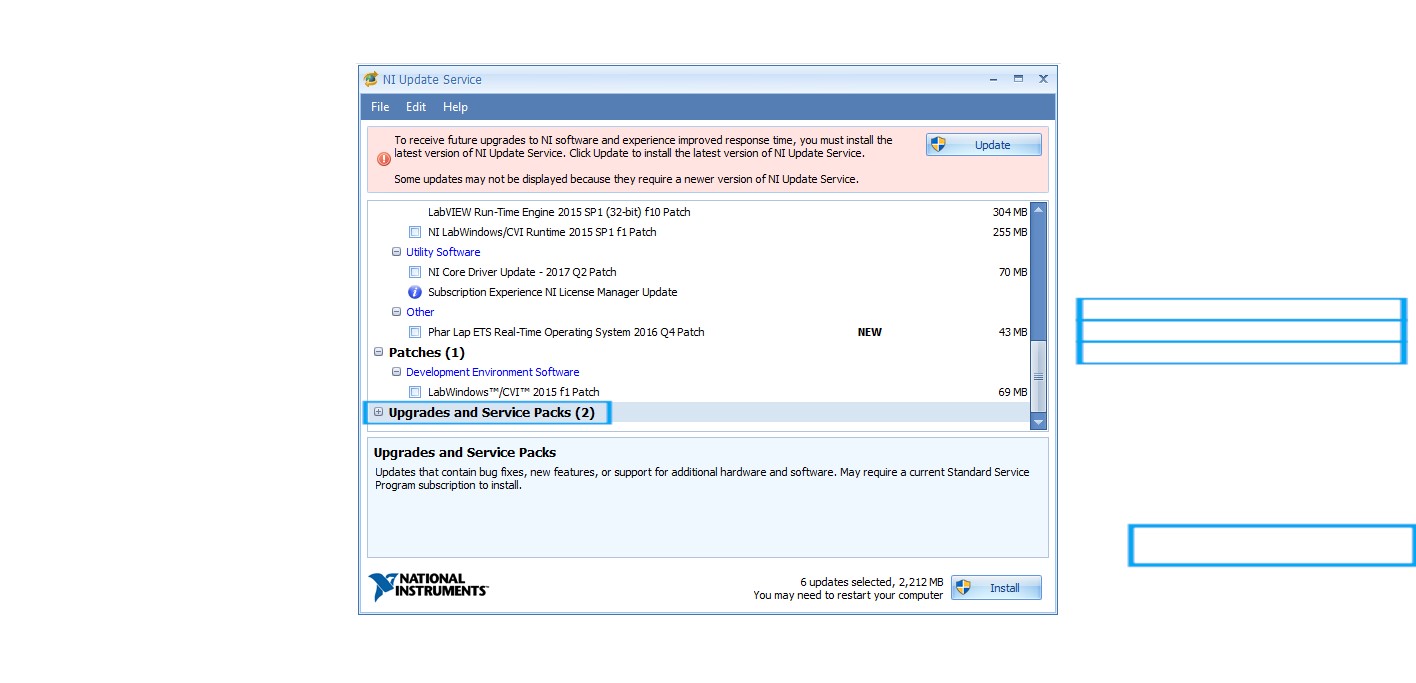 NI Update Service
File Edit Help
To receive future upgrades to NI software and experience improved response time, you must install the
latest version of NI Update Service. Click Update to install the latest version of NI Update Service.
Some updates may not be displayed because they require a newer version of NI Update Service.
Update
LabVIEW Run-Time Engine 2015 SP1 (32-bit) f10 Patch 304 MB
NI LabWindows/CVI Runtime 2015 SP1 f1 Patch 255 MB
Utility Software
NI Core Driver Update - 2017 Q2 Patch 70 MB
Subscription Experience NI License Manager Update
Other
Phar Lap ETS Real-Time Operating System 2016 Q4 Patch NEW 43 MB
Patches (1)
Development Environment Software
LabWindows™/CVI™ 2015 f1 Patch 69 MB
Upgrades and Service Packs (2)
Upgrades and Service Packs
Updates that contain bug fixes, new features, or support for additional hardware and software. May require a current Standard Service
Program subscription to install.
NATIONAL
INSTRUMENTS™
6 updates selected, 2,212 MB
You may need to restart your computer
Install